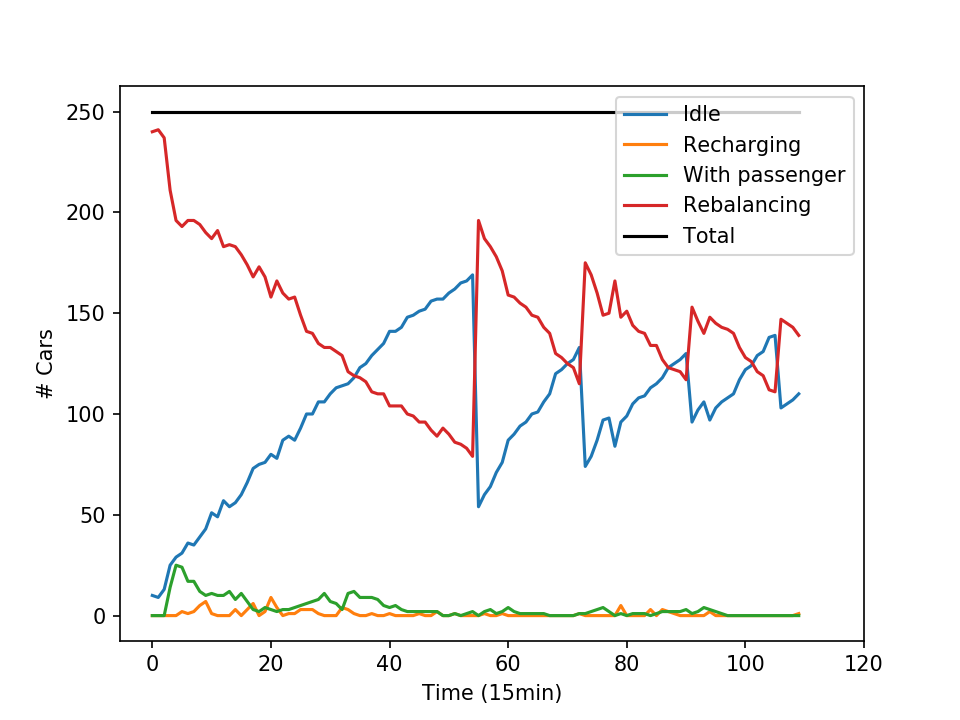 250
200
150
100
50
0
# Cars
Idle
Recharging
With passenger
Rebalancing
Total
0 20 40 60 80 100 120
Time (15min)